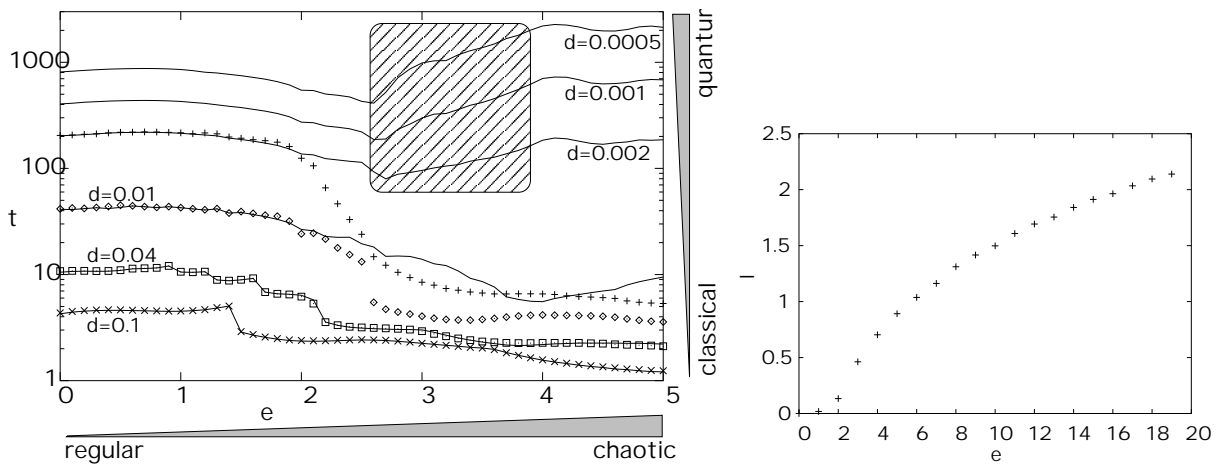 1000
100
10
1
t
d=0.0005
d=0.001
d=0.002
d=0.01
d=0.04
d=0.1
0 1 2 3 4 5
e
regular chaotic
quantur
classical
2.5
2
1.5
1
0.5
0
l
0 2 4 6 8 10 12 14 16 18 20
e